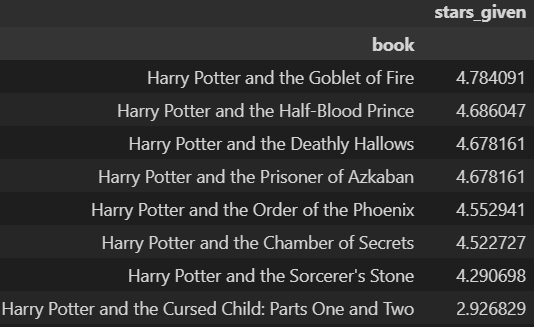 stars_given
book
Harry Potter and the Goblet of Fire 4.784091
Harry Potter and the Half-Blood Prince 4.686047
Harry Potter and the Deathly Hallows 4.678161
Harry Potter and the Prisoner of Azkaban 4.678161
Harry Potter and the Order of the Phoenix 4.552941
Harry Potter and the Chamber of Secrets 4.522727
Harry Potter and the Sorcerer's Stone 4.290698
Harry Potter and the Cursed Child: Parts One and Two 2.926829